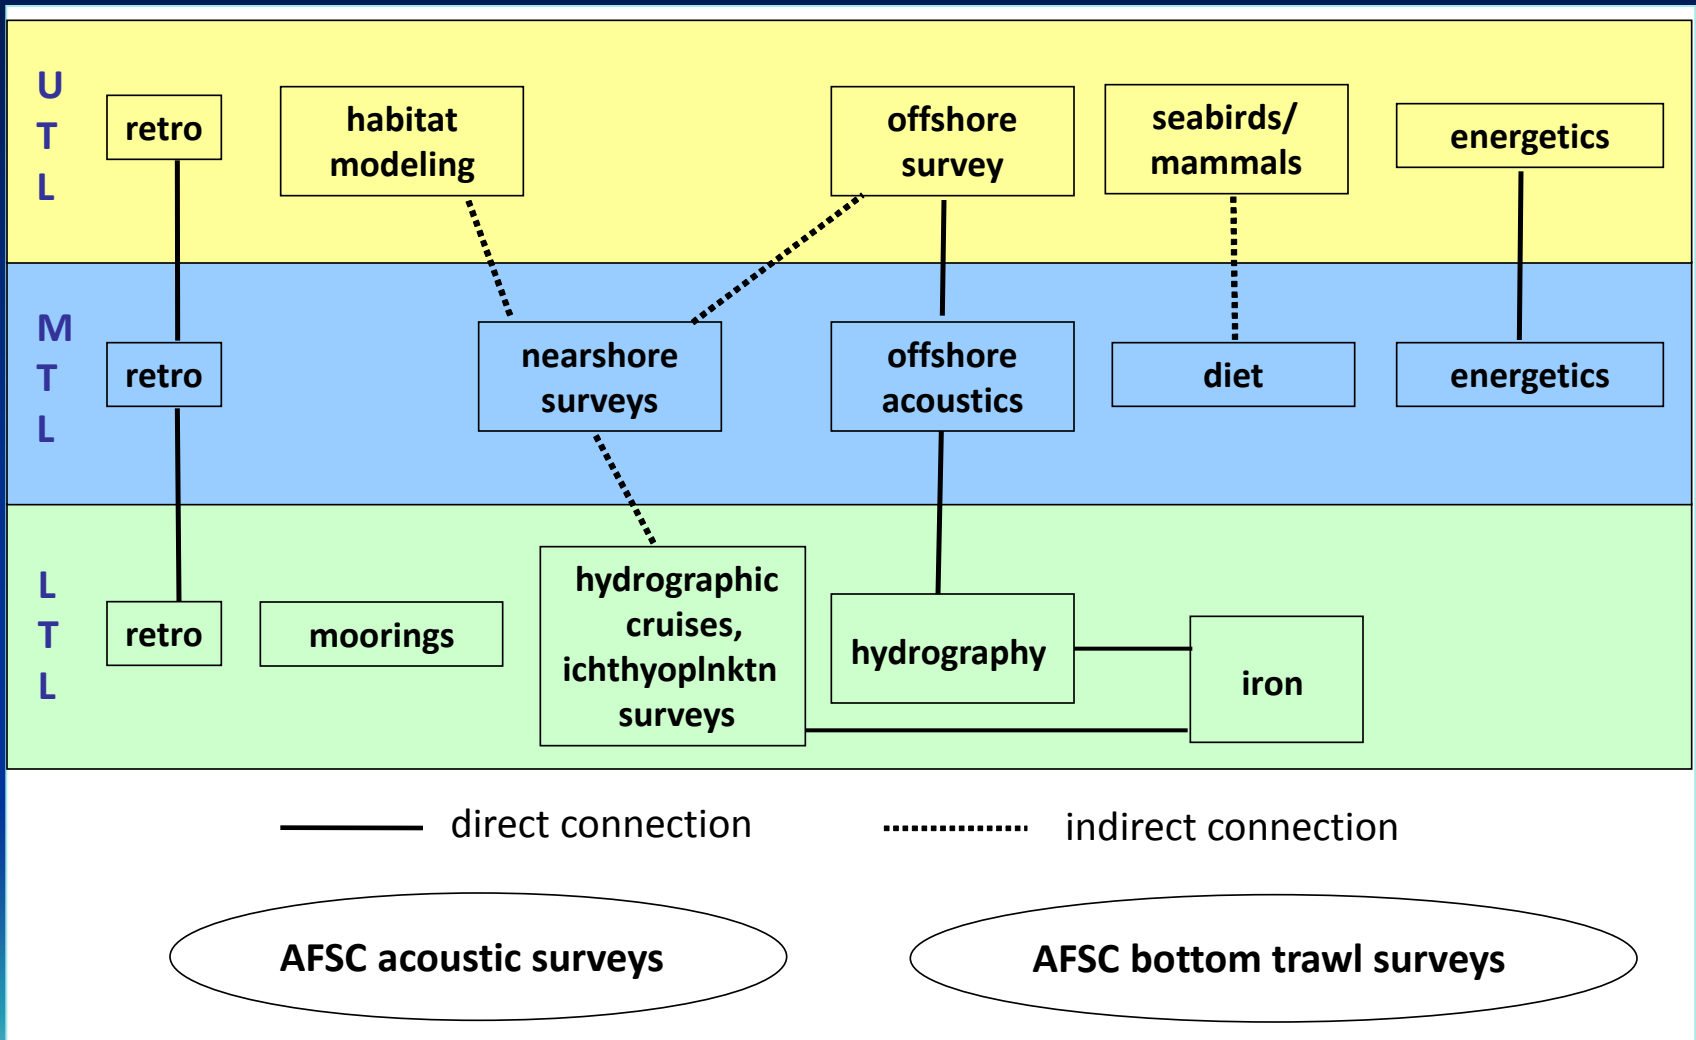 U
T
L
retro
habitat
modeling
offshore
survey
seabirds/
mammals
energetics
M
T
L
retro
nearshore
surveys
offshore
acoustics
diet
energetics
L
T
L
retro
moorings
hydrographic
cruises,
ichthyoplnktn
surveys
hydrography
iron
direct connection
indirect connection
AFSC acoustic surveys
AFSC bottom trawl surveys